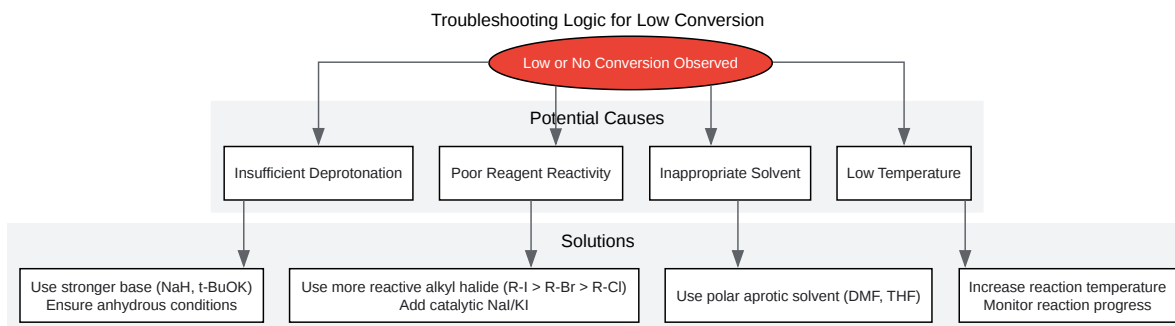 Troubleshooting Logic for Low Conversion
Low or No Conversion Observed
Potential Causes
Insufficient Deprotonation
Poor Reagent Reactivity
Inappropriate Solvent
Low Temperature
Solutions
Use stronger base (NaH, t-BuOK)
Ensure anhydrous conditions
Use more reactive alkyl halide (R-I > R-Br > R-Cl)
Add catalytic NaI/KI
Use polar aprotic solvent (DMF, THF)
Increase reaction temperature
Monitor reaction progress